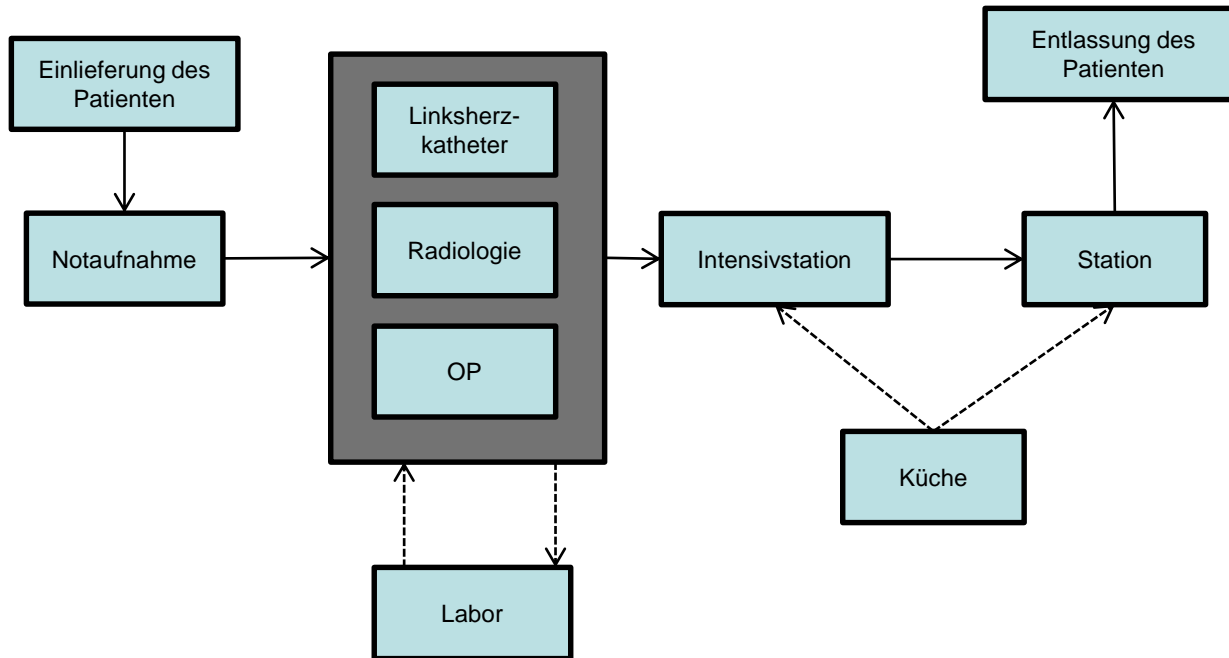 Einlieferung des
Patienten
Notaufnahme
Linksherz-
katheter
Radiologie
OP
Labor
Intensivstation
Station
Entlassung des
Patienten
Küche